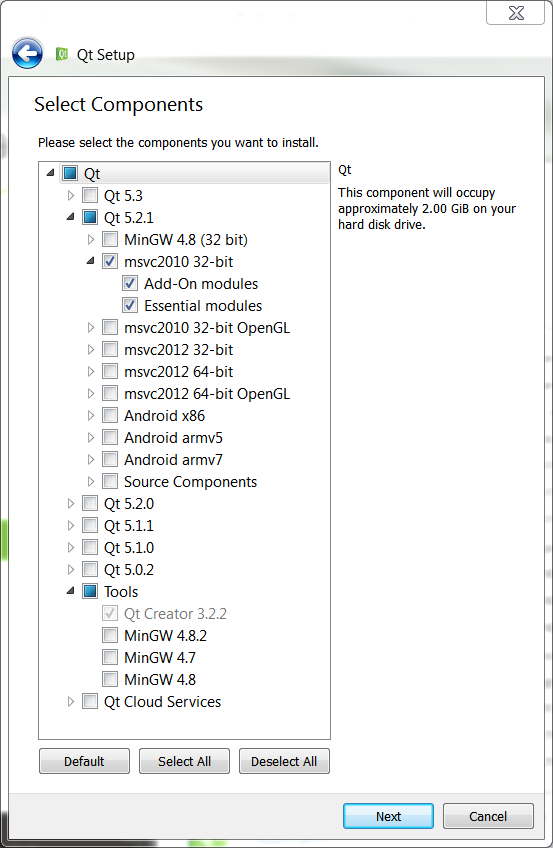 Qt Setup
Select Components
Please select the components you want to install.
Qt
Qt 5.3
Qt 5.2.1
MinGW 4.8 (32 bit)
msvc2010 32-bit
Add-On modules
Essential modules
msvc2010 32-bit OpenGL
msvc2012 32-bit
msvc2012 64-bit
msvc2012 64-bit OpenGL
Android x86
Android armv5
Android armv7
Source Components
Qt 5.2.0
Qt 5.1.1
Qt 5.1.0
Qt 5.0.2
Tools
Qt Creator 3.2.2
MinGW 4.8.2
MinGW 4.7
MinGW 4.8
Qt Cloud Services
Qt
This component will occupy
approximately 2.00 GiB on your
hard disk drive.
Default
Select All
Deselect All
Next
Cancel